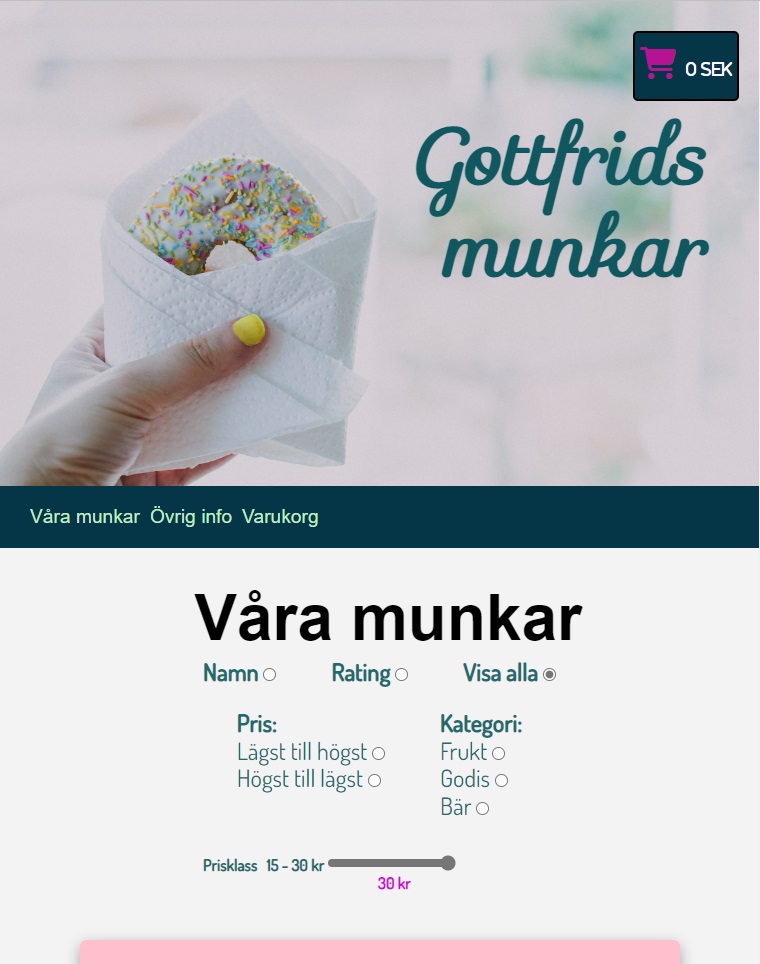 0 SEK
Gottfrids
munkar
Våra munkar Övrig info Varukorg
Våra munkar
Namn Rating Visa alla
Pris: Kategori:
Lägst till högst Frukt
Högst till lägst Godis
Bär
Prisklass 15 - 30 kr
30 kr